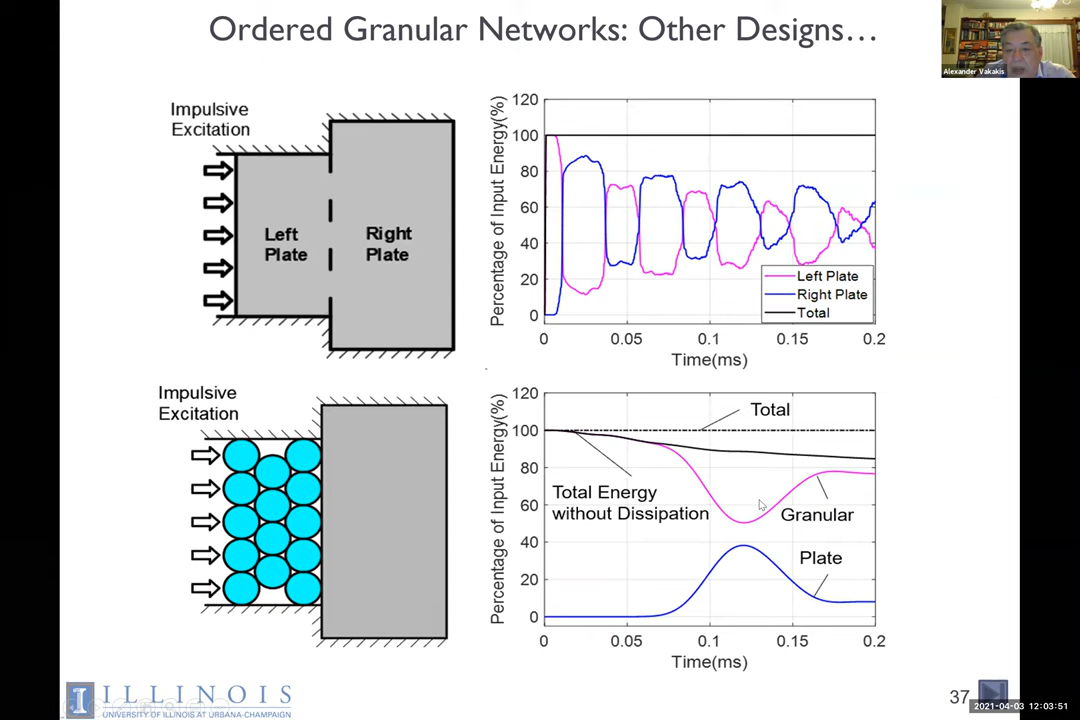 Ordered Granular Networks: Other Designs…
Alexander Vakakis
Impulsive
Excitation
Left
Plate
Right
Plate
Percentage of Input Energy(%)
120
100
80
60
40
20
0
Left Plate
Right Plate
Total
0 0.05 0.1 0.15 0.2
Time(ms)
Impulsive
Excitation
Percentage of Input Energy(%)
120
100
80
60
40
20
0
Total
Total Energy
without Dissipation
Granular
Plate
0 0.05 0.1 0.15 0.2
Time(ms)
I ILLINOIS
UNIVERSITY OF ILLINOIS AT URBANA-CHAMPAIGN
37
2021-04-03 12:03:51